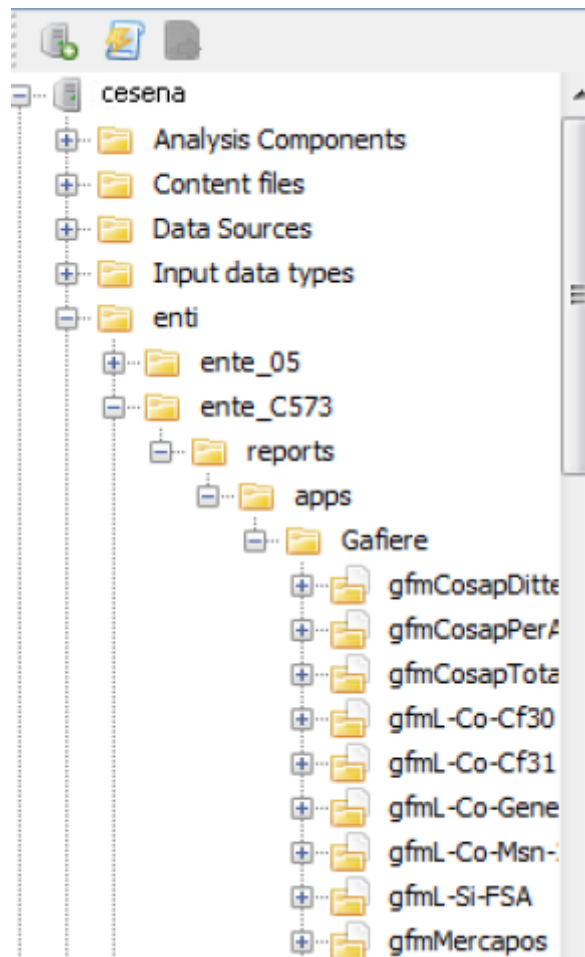 cesena
Analysis Components
Content files
Data Sources
Input data types
enti
ente_05
ente_C573
reports
apps
Gafiere
gfmCosapDitte
gfmCosapPerA
gfmCosapTota
gfmL-Co-Cf30
gfmL-Co-Cf31
gfmL-Co-Gene
gfmL-Co-Msn-
gfmL-Si-FSA
gfmMercapos